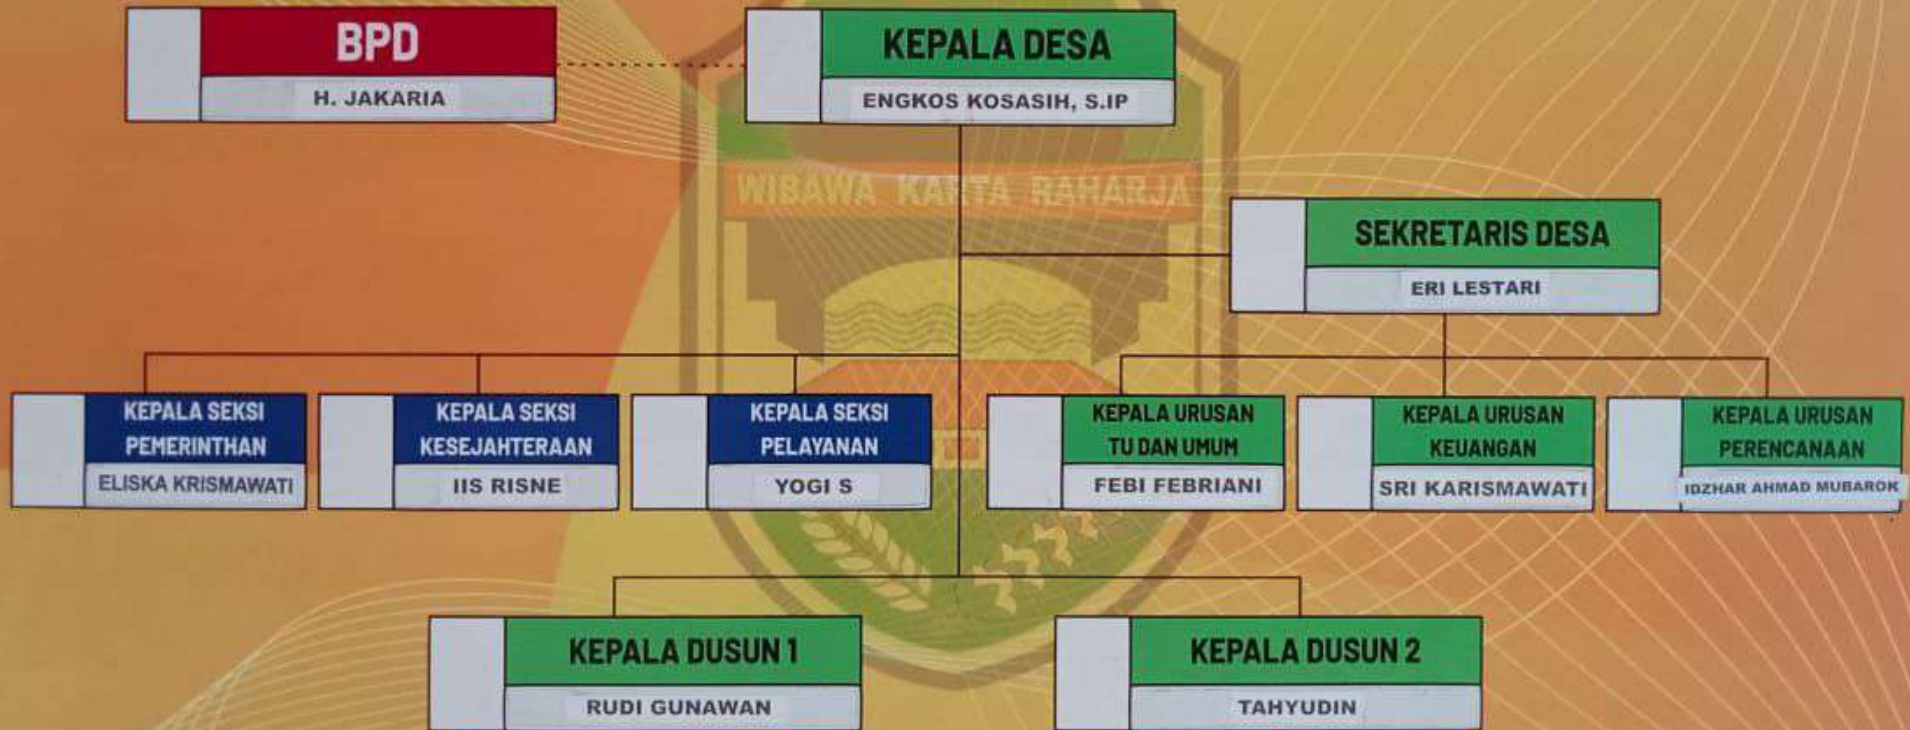 BPD
H. JAKARIA
KEPALA DESA
ENGKOS KOSASIH, S.IP
WIBAWA KARTA RAHARJA
SEKRETARIS DESA
ERI LESTARI
KEPALA SEKSI
PEMERINTHAN
ELISKA KRISMAWATI
KEPALA SEKSI
KESEJAHTERAAN
IIS RISNE
KEPALA SEKSI
PELAYANAN
YOGI S
KEPALA URUSAN
TU DAN UMUM
FEBI FEBRIANI
KEPALA URUSAN
KEUANGAN
SRI KARISMAWATI
KEPALA URUSAN
PERENCANAAN
IDZHAR AHMAD MUBAROK
KEPALA DUSUN 1
RUDI GUNAWAN
KEPALA DUSUN 2
TAHYUDIN